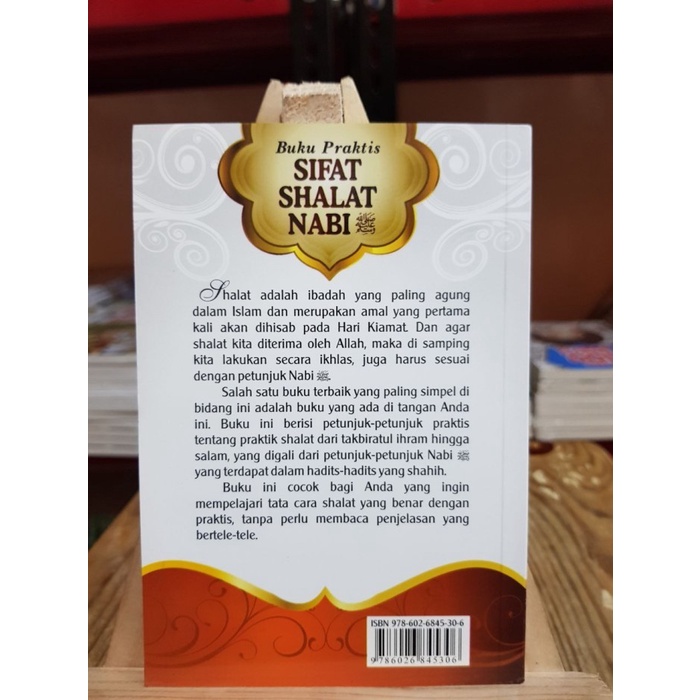 Buku Praktis
SIFAT
SHALAT
NABI ﷺ
Shalat adalah ibadah yang paling agung
dalam Islam dan merupakan amal yang pertama
kali akan dihisab pada Hari Kiamat. Dan agar
shalat kita diterima oleh Allah, maka di samping
kita lakukan secara ikhlas, juga harus sesuai
dengan petunjuk Nabi ﷺ.
Salah satu buku terbaik yang paling simpel di
bidang ini adalah buku yang ada di tangan Anda
ini. Buku ini berisi petunjuk-petunjuk praktis
tentang praktik shalat dari takbiratul ihram hingga
salam, yang digali dari petunjuk-petunjuk Nabi ﷺ
yang terdapat dalam hadits-hadits yang shahih.
Buku ini cocok bagi Anda yang ingin
mempelajari tata cara shalat yang benar dengan
praktis, tanpa perlu membaca penjelasan yang
bertele-tele.
ISBN 978-602-6845-30-6
9 786026 845306